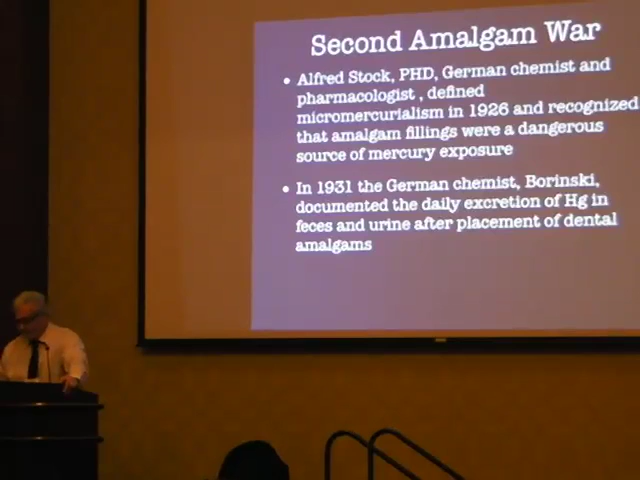 Second Amalgam War
• Alfred Stock, PHD, German chemist and
pharmacologist , defined
micromercurialism in 1926 and recognized
that amalgam fillings were a dangerous
source of mercury exposure
• In 1931 the German chemist, Borinski,
documented the daily excretion of Hg in
feces and urine after placement of dental
amalgams